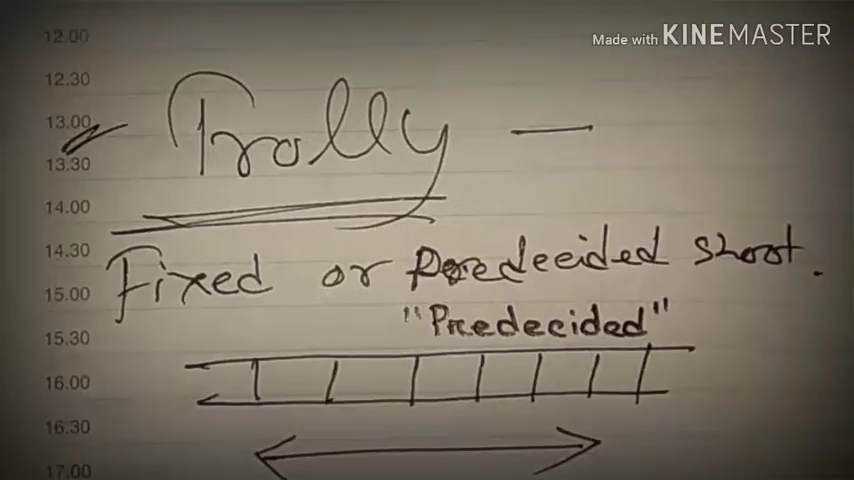 Made with KINEMASTER
12.00
12.30
13.00
Trolly —
13.30
14.00
14.30
Fixed or Predecided shoot.
15.00
"Predecided"
15.30
16.00
16.30
17.00